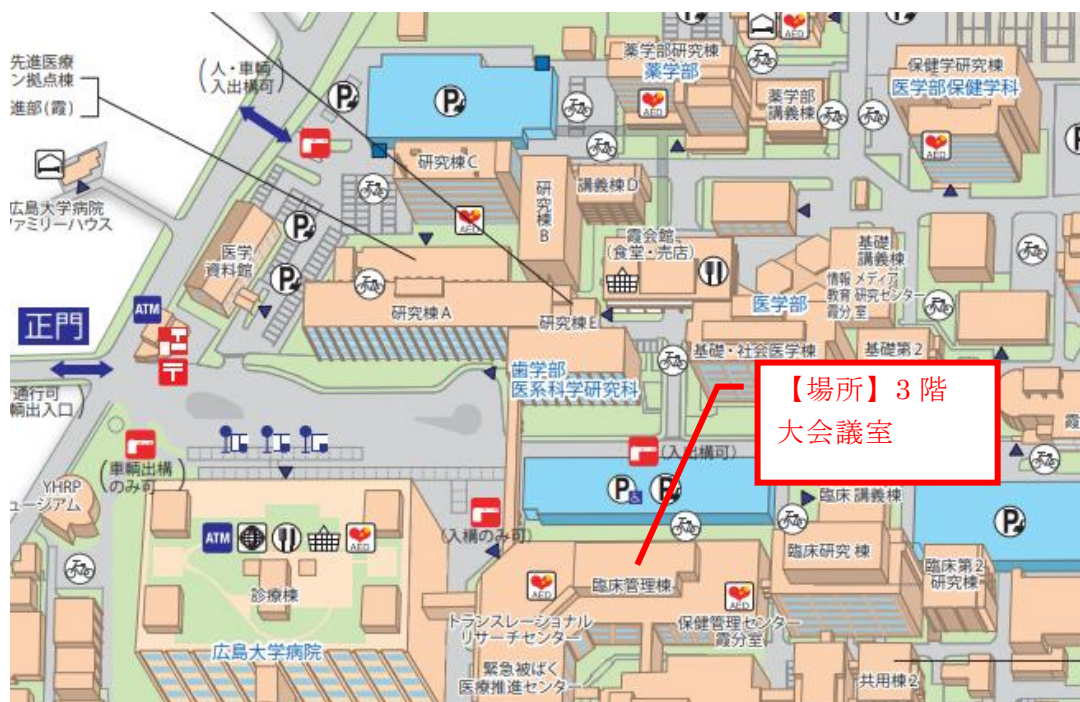 先進医療
ン拠点棟
進部(霞)
(人・車輌
入出構可)
P
P
P
薬学部研究棟
薬学部
AED
AED
薬学部
講義棟
保健学研究棟
医学部保健学科
AED
P
広島大学病院
ファミリーハウス
研究棟C
AED
研究棟B
講義棟D
P
P
医学
資料館
霞会館
(食堂・売店)
基礎
講義棟
情報 メディア
教育 研究センター
霞分 室
医学部
研究棟A
研究棟E
基礎・社会医学棟
基礎第2
正門
ATM
〒
通行可
輌出入口)
歯学部
医系科学研究科
【場所】3階
大会議室
霞
(車輌出構
のみ可)
YHRP
ュージアム
(入出構可)
P
P
臨床 講義棟
P
(入構のみ可)
ATM
AED
診療棟
広島大学病院
AED
臨床管理棟
AED
臨床研究 棟
臨床第2
研究棟
トランスレーショナル
リサーチセンター
保健管理センター
霞分室
緊急被ばく
医療推進センター
共用棟2